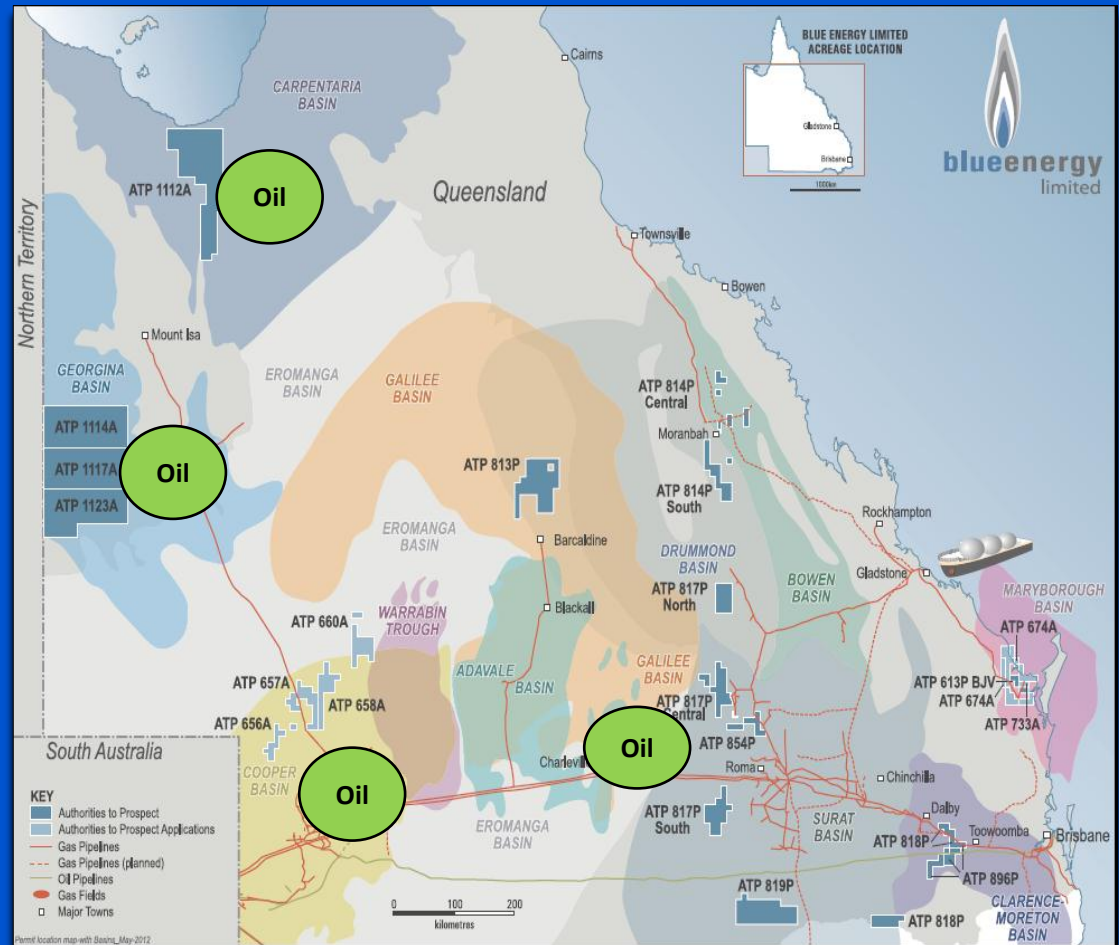 BLUE ENERGY LIMITED
ACREAGE LOCATION
Gladstone
Brisbane
1000km
blueenergy
limited
Cairns
CARPENTARIA
BASIN
ATP 1112A
Oil
Queensland
Northern Territory
Townsville
Bowen
Mount Isa
GEORGINA
BASIN
EROMANGA
BASIN
GALILEE
BASIN
ATP 814P
Central
Moranbah
ATP 1114A
ATP 1117A
ATP 1123A
Oil
ATP 813P
ATP 814P
South
EROMANGA
BASIN
Barcaldine
Rockhampton
DRUMMOND
BASIN
Gladstone
BOWEN
BASIN
MARYBOROUGH
BASIN
WARRABIN
TROUGH
Blackall
ATP 817P
North
ATP 660A
ATP 674A
ADAVALE
BASIN
GALILEE
BASIN
ATP 657A
ATP 658A
ATP 656A
ATP 817P
Central
ATP 613P BJV
ATP 674A
ATP 733A
ATP 854P
South Australia
COOPER
BASIN
Oil
Charleville
Oil
Roma
Chinchilla
EROMANGA
BASIN
ATP 817P
South
SURAT
BASIN
Dalby
Toowoomba
Brisbane
ATP 818P
ATP 896P
ATP 819P
ATP 818P
CLARENCE-
MORETON
BASIN
KEY
Authorities to Prospect
Authorities to Prospect Applications
Gas Pipelines
Gas Pipelines (planned)
Oil Pipelines
Gas Fields
Major Towns
0 100 200
kilometres
Permit location map-with Basins_May-2012